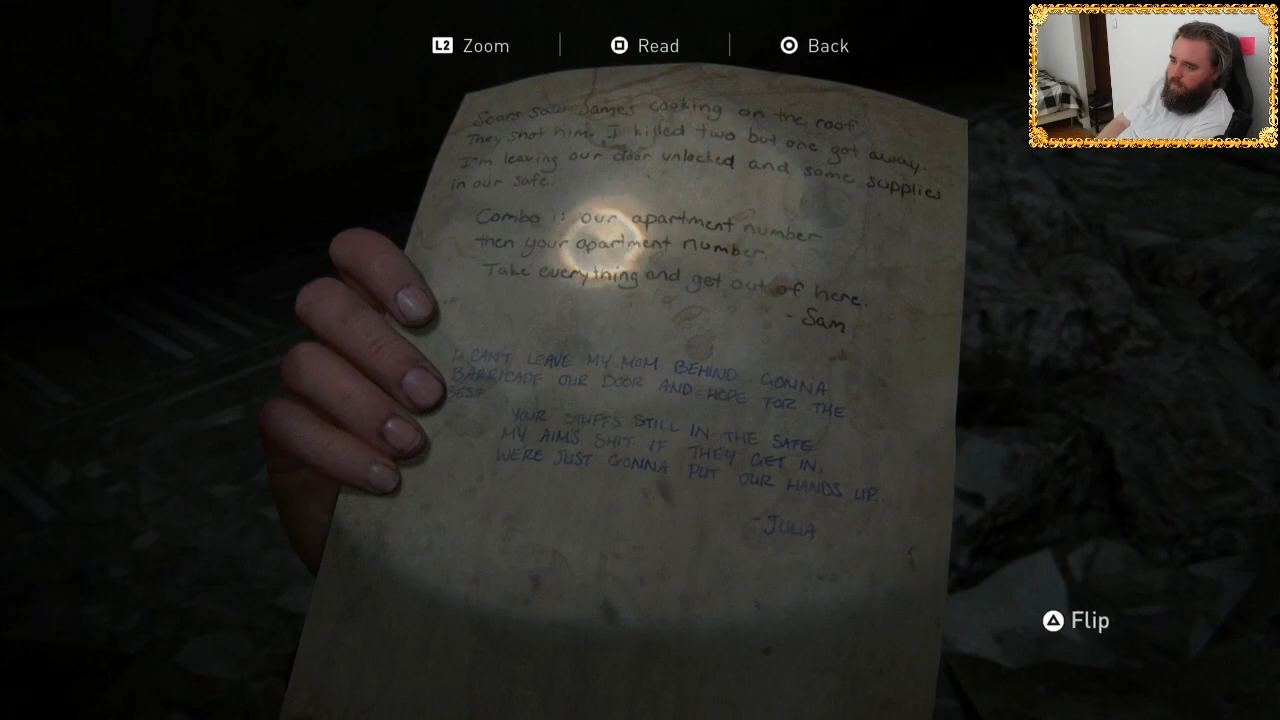 L2 Zoom
Read
Back
Scars saw James cooking on the roof.
They shot him. I killed two but one got away.
I'm leaving our door unlocked and some supplies
in our safe.
Combo is: our apartment number
then your apartment number.
Take everything and get out of here.
- Sam
I CAN'T LEAVE MY MOM BEHIND GONNA
BARRICADE OUR DOOR AND HOPE FOR THE
BEST.
YOUR STUFF'S STILL IN THE SAFE
MY AIM'S SHIT. IF THEY GET IN,
WE'RE JUST GONNA PUT OUR HANDS UP.
-JULIA
Flip